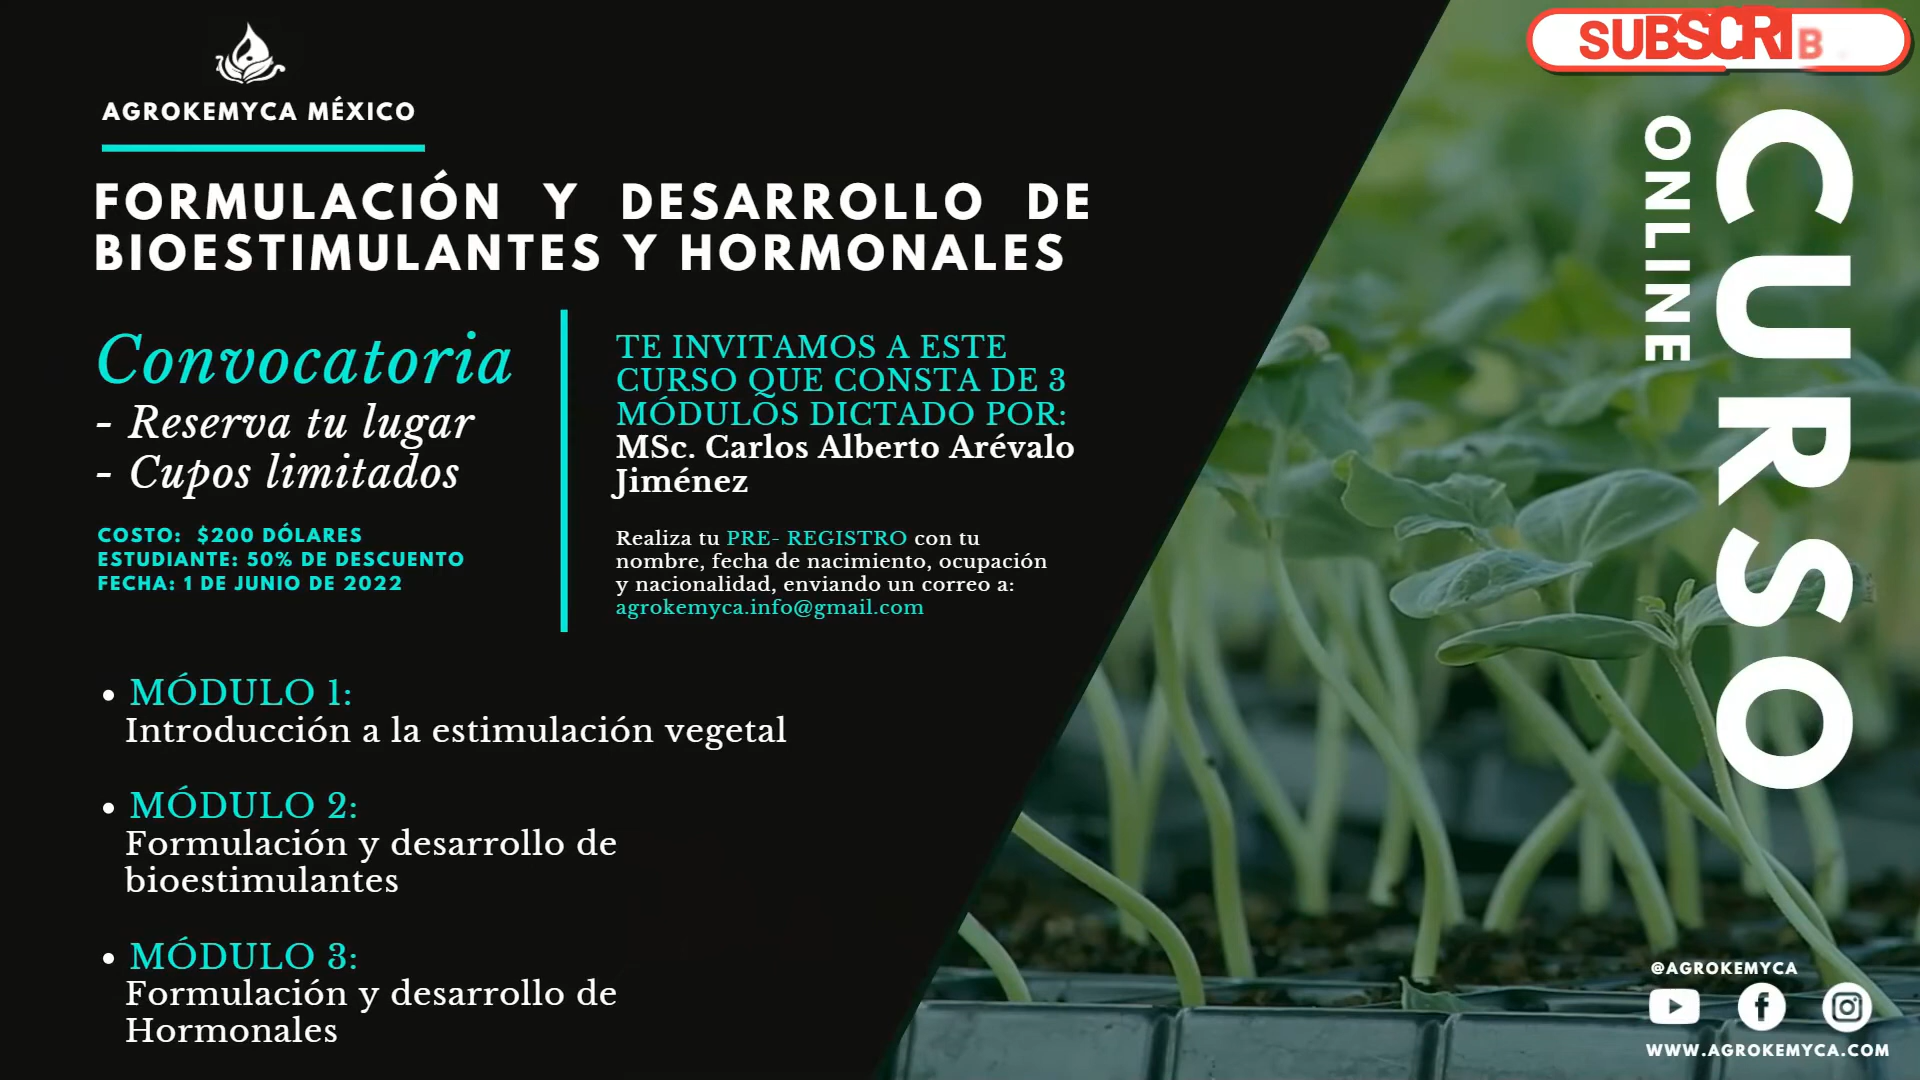 AGROKEMYCA MÉXICO
FORMULACIÓN Y DESARROLLO DE
BIOESTIMULANTES Y HORMONALES
Convocatoria
- Reserva tu lugar
- Cupos limitados
COSTO: $200 DÓLARES
ESTUDIANTE: 50% DE DESCUENTO
FECHA: 1 DE JUNIO DE 2022
TE INVITAMOS A ESTE
CURSO QUE CONSTA DE 3
MÓDULOS DICTADO POR:
MSc. Carlos Alberto Arévalo
Jiménez
Realiza tu PRE- REGISTRO con tu
nombre, fecha de nacimiento, ocupación
y nacionalidad, enviando un correo a:
agrokemyca.info@gmail.com
• MÓDULO 1:
Introducción a la estimulación vegetal
• MÓDULO 2:
Formulación y desarrollo de
bioestimulantes
• MÓDULO 3:
Formulación y desarrollo de
Hormonales
SUBSCRIB
CURSO
ONLINE
@AGROKEMYCA
WWW.AGROKEMYCA.COM